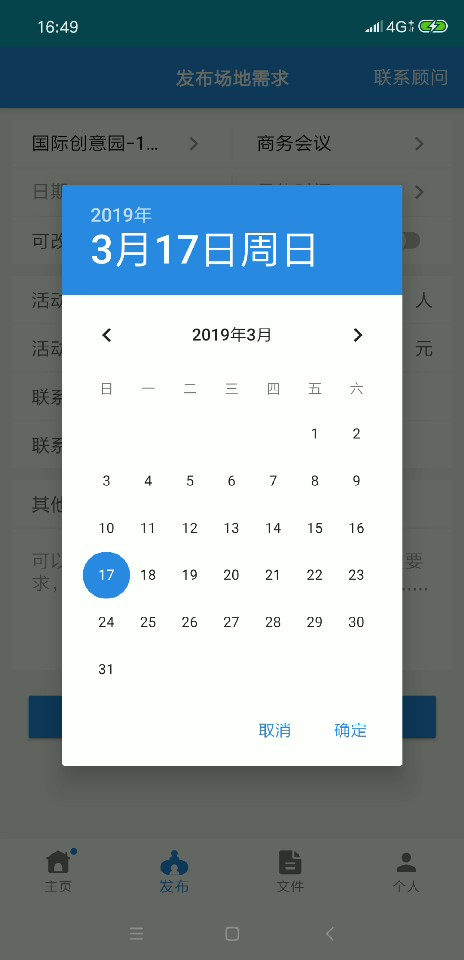 16:49 4G
发布场地需求 联系顾问
国际创意园-1... 商务会议
日期
可改
2019年
3月17日周日
活动 人
活动 元
联系
联系
其他
可以 要
求， ......
2019年3月
日 一 二 三 四 五 六
1 2
3 4 5 6 7 8 9
10 11 12 13 14 15 16
17 18 19 20 21 22 23
24 25 26 27 28 29 30
31
取消 确定
主页 发布 文件 个人